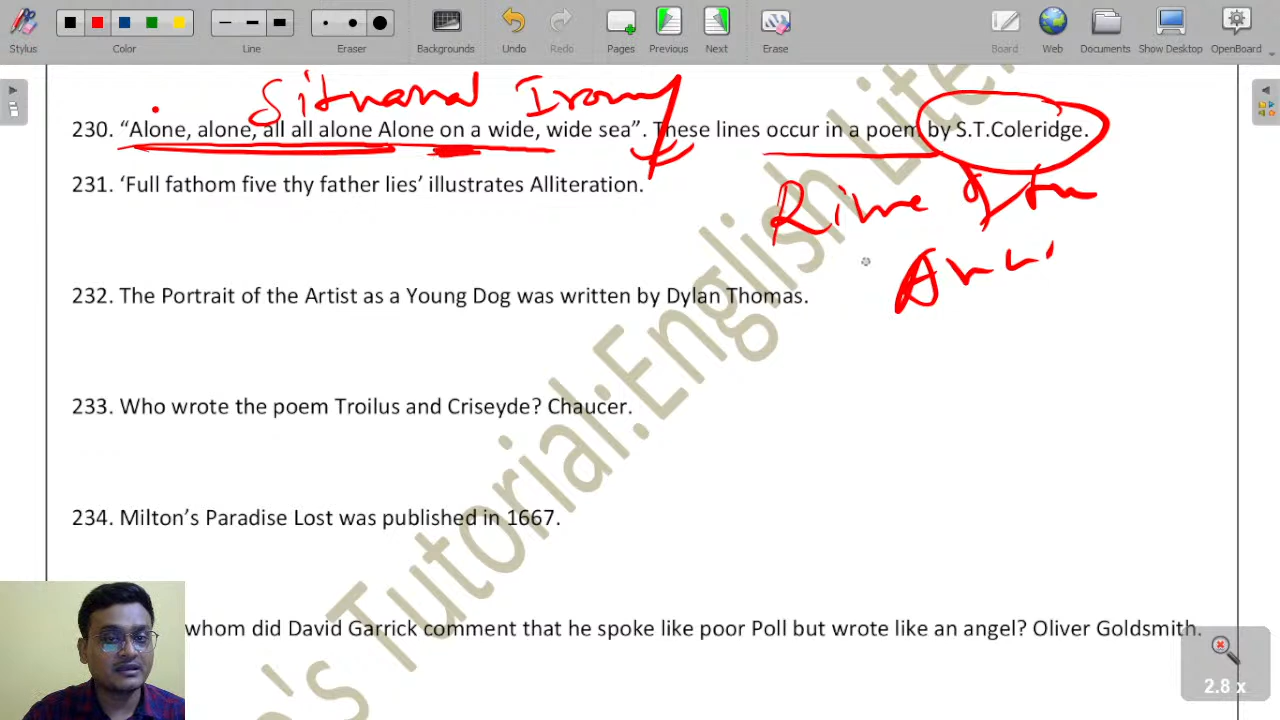 Stylus Color Line Eraser Backgrounds Undo Redo Pages Previous Next Erase Board Web Documents Show Desktop OpenBoard
Irony
230. “Alone, alone, all all alone Alone on a wide, wide sea”. These lines occur in a poem by S.T.Coleridge.
231. ‘Full fathom five thy father lies’ illustrates Alliteration.
Rime
232. The Portrait of the Artist as a Young Dog was written by Dylan Thomas.
233. Who wrote the poem Troilus and Criseyde? Chaucer.
234. Milton’s Paradise Lost was published in 1667.
whom did David Garrick comment that he spoke like poor Poll but wrote like an angel? Oliver Goldsmith.
2.8 x
's Tutorial:English Liter